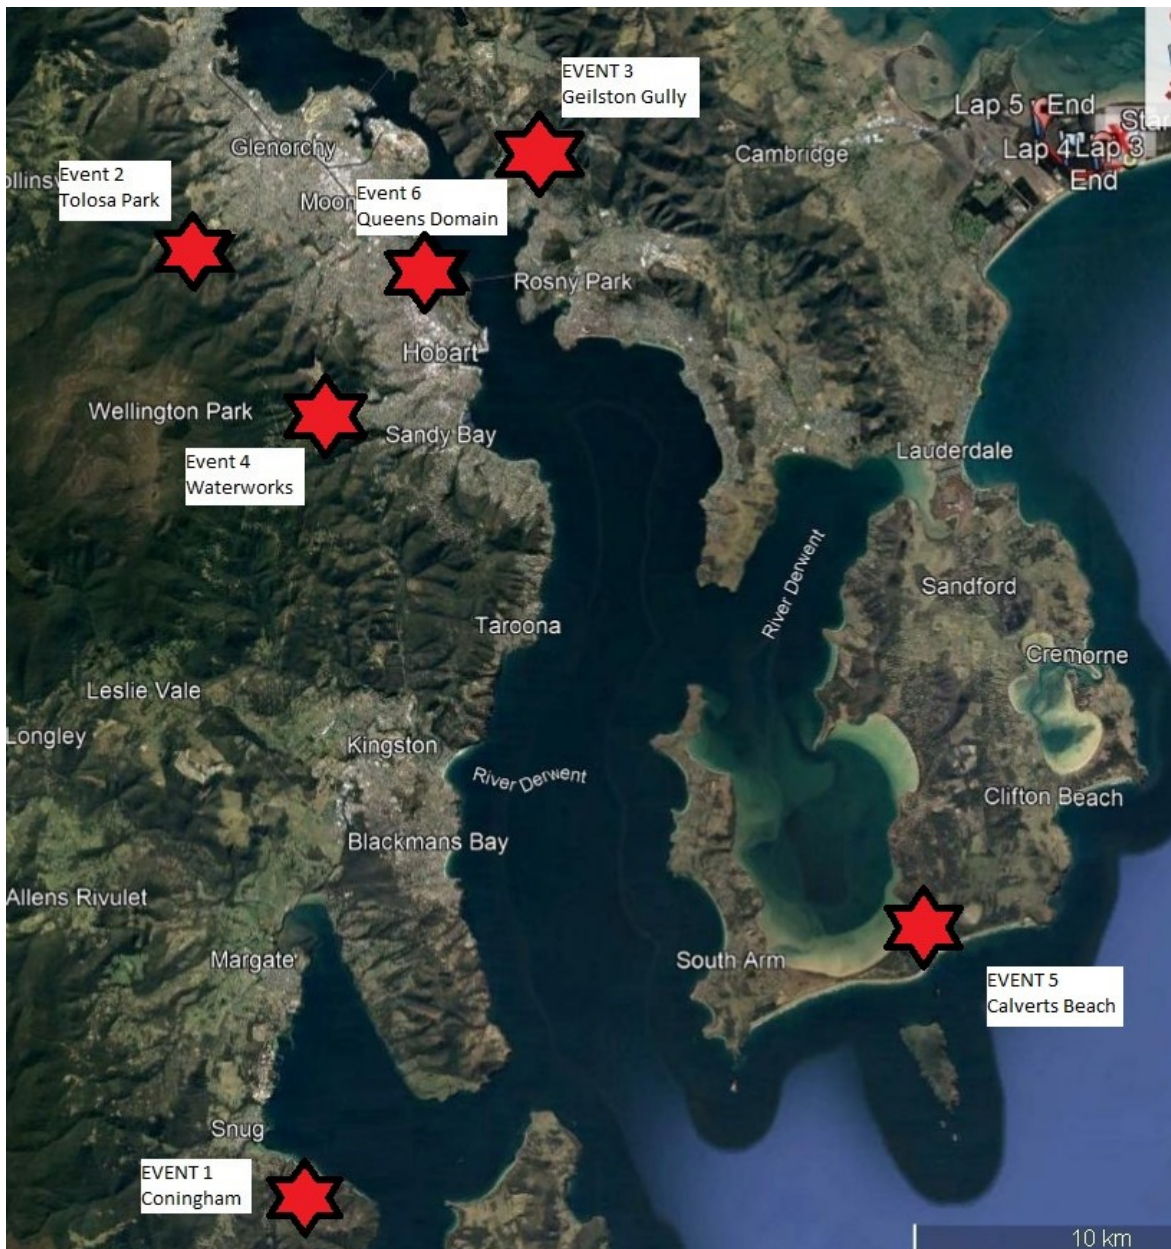 EVENT 3
Geilston Gully
Lap 5
End
Star
Glenorchy
Cambridge
Lap 4
Lap 3
End
Event 2
Tolosa Park
ollinsv
Event 6
Queens Domain
Moon
Rosny Park
Hobart
Wellington Park
Sandy Bay
Event 4
Waterworks
Lauderdale
River Derwent
Sandford
Taroona
Cremorne
Leslie Vale
Longley
Kingston
River Derwent
Clifton Beach
Blackmans Bay
Allens Rivulet
Margate
South Arm
EVENT 5
Calverts Beach
Snug
EVENT 1
Coningham
10 km